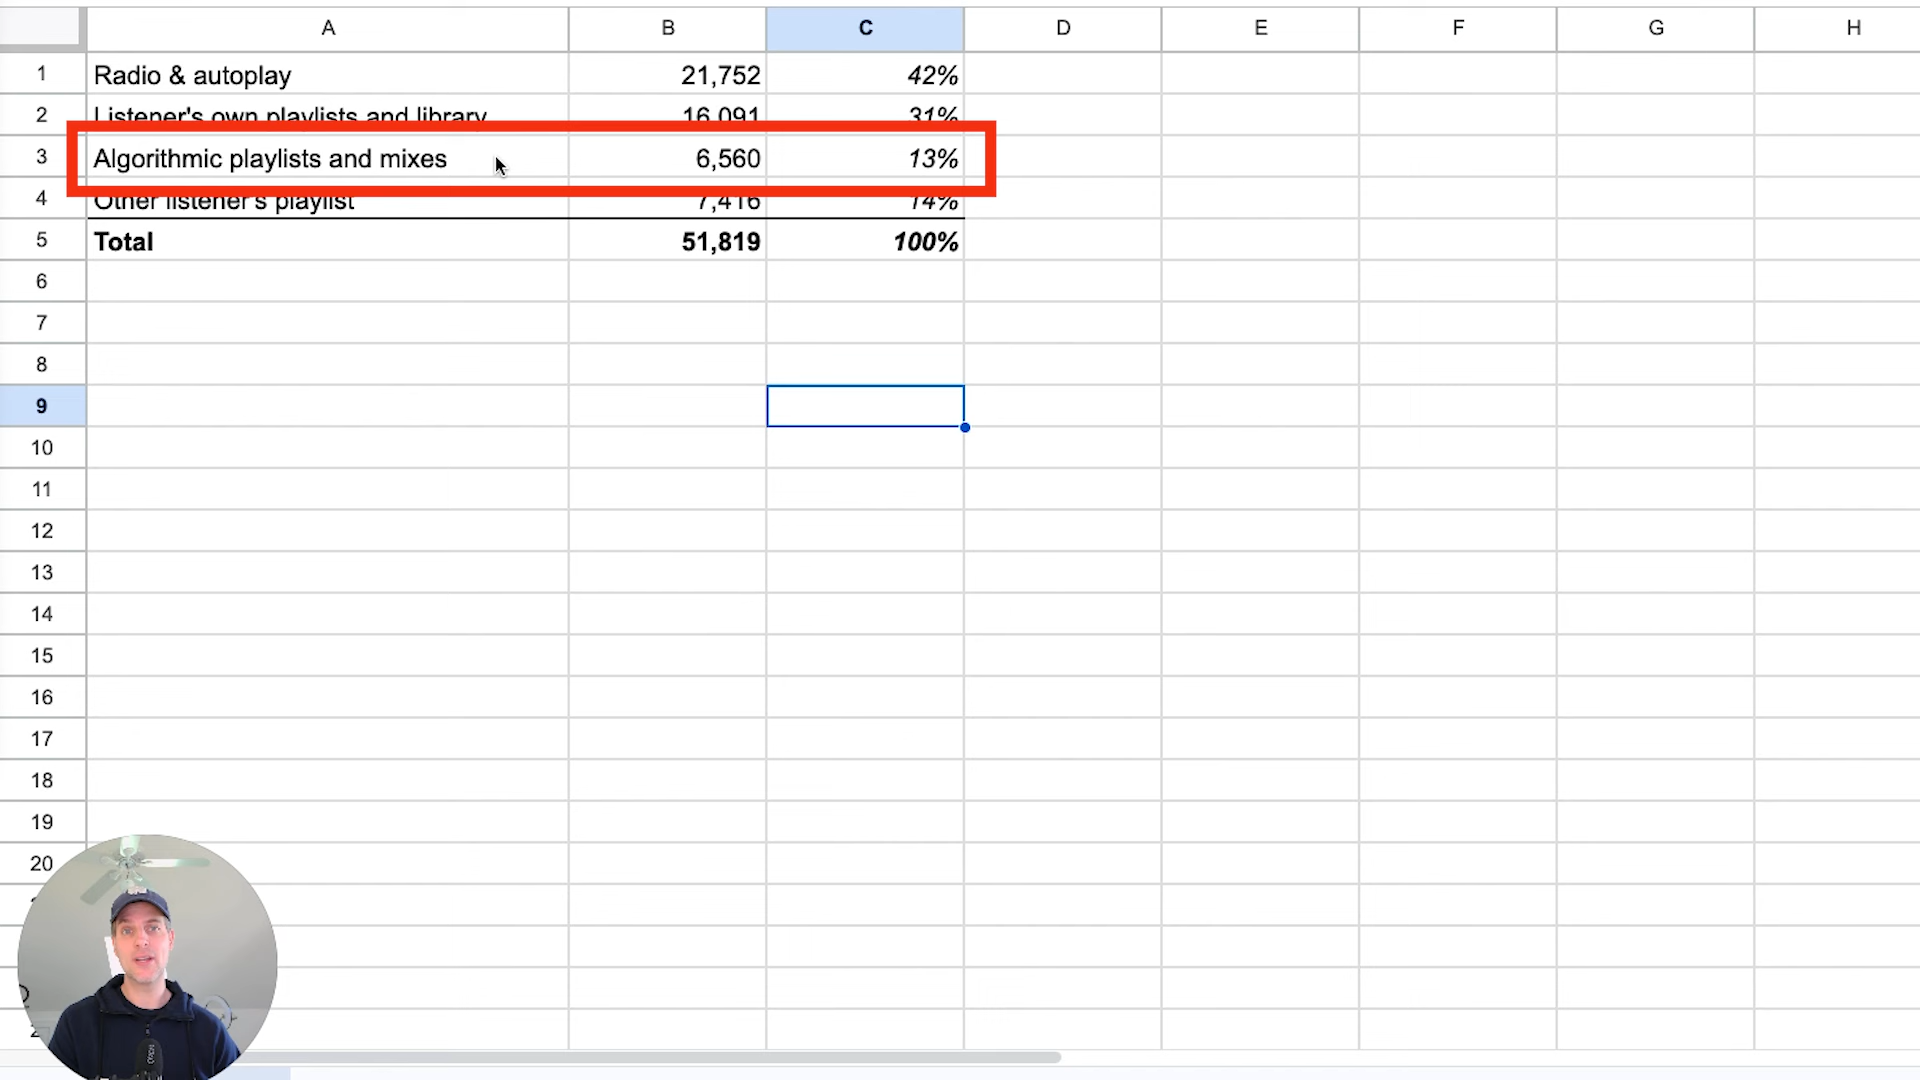 A B C D E F G H
1 Radio & autoplay 21,752 42%
2 Listener's own playlists and library 16,091 31%
3 Algorithmic playlists and mixes 6,560 13%
4 Other listener's playlist 7,416 14%
5 Total 51,819 100%
6
7
8
9
10
11
12
13
14
15
16
17
18
19
20